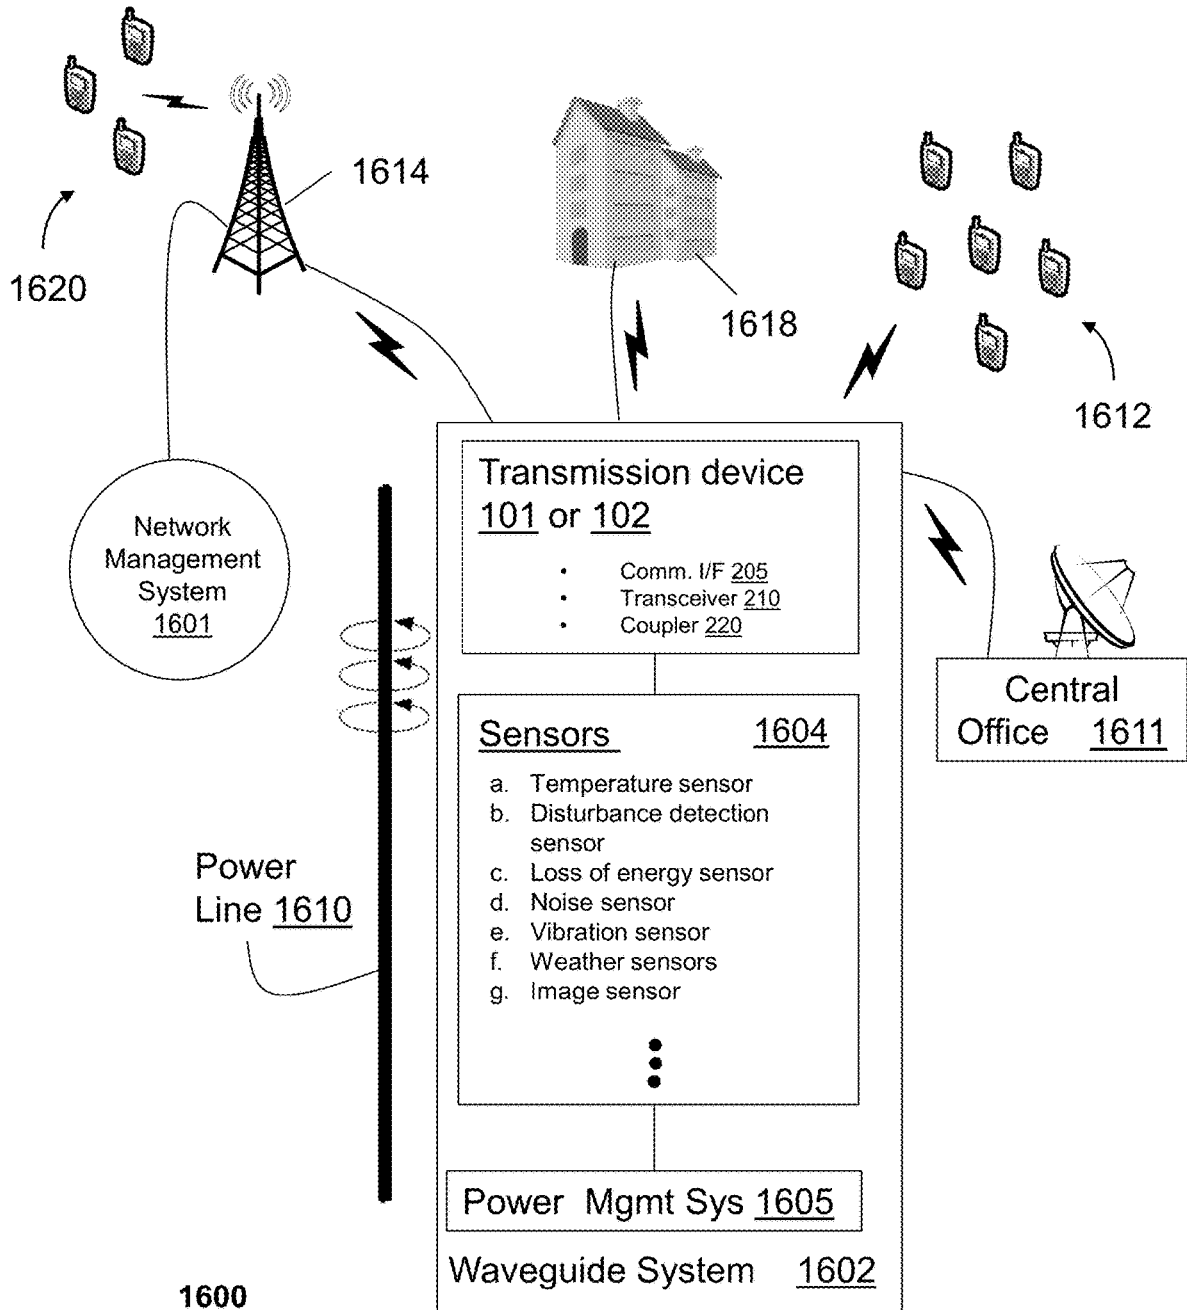 1614
1620
1618
1612
Transmission device
101 or 102
• Comm. I/F 205
• Transceiver 210
• Coupler 220
Network
Management
System
1601
Central
Office 1611
Sensors 1604
a. Temperature sensor
b. Disturbance detection
sensor
c. Loss of energy sensor
d. Noise sensor
e. Vibration sensor
f. Weather sensors
g. Image sensor
Power
Line 1610
Power Mgmt Sys 1605
Waveguide System 1602
1600